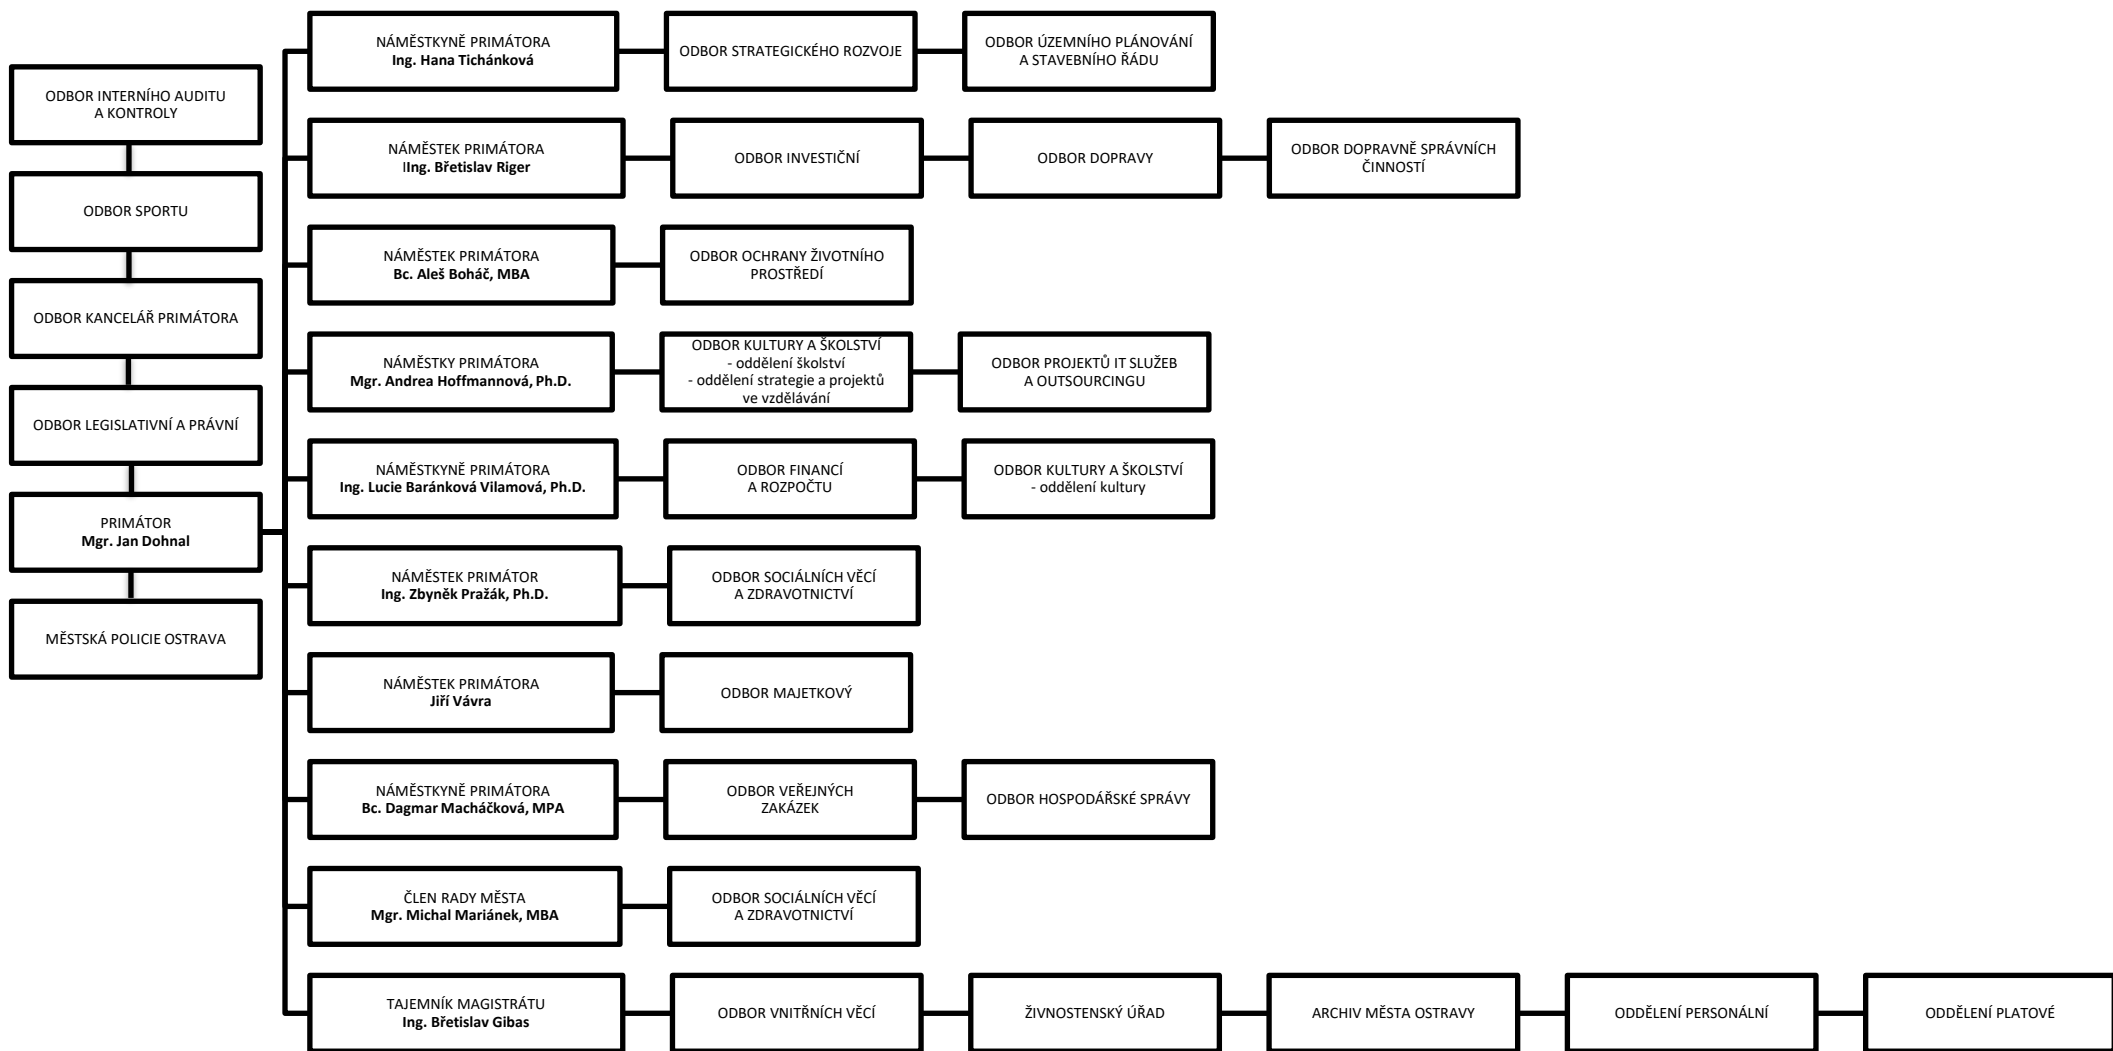 ODBOR INTERNÍHO AUDITU
A KONTROLY
ODBOR SPORTU
ODBOR KANCELÁŘ PRIMÁTORA
ODBOR LEGISLATIVNÍ A PRÁVNÍ
PRIMÁTOR
Mgr. Jan Dohnal
MĚSTSKÁ POLICIE OSTRAVA
NÁMĚSTKYNĚ PRIMÁTORA
Ing. Hana Tichánková
ODBOR STRATEGICKÉHO ROZVOJE
ODBOR ÚZEMNÍHO PLÁNOVÁNÍ
A STAVEBNÍHO ŘÁDU
NÁMĚSTEK PRIMÁTORA
IIng. Břetislav Riger
ODBOR INVESTIČNÍ
ODBOR DOPRAVY
ODBOR DOPRAVNĚ SPRÁVNÍCH
ČINNOSTÍ
NÁMĚSTEK PRIMÁTORA
Bc. Aleš Boháč, MBA
ODBOR OCHRANY ŽIVOTNÍHO
PROSTŘEDÍ
NÁMĚSTKY PRIMÁTORA
Mgr. Andrea Hoffmannová, Ph.D.
ODBOR KULTURY A ŠKOLSTVÍ
- oddělení školství
- oddělení strategie a projektů
ve vzdělávání
ODBOR PROJEKTŮ IT SLUŽEB
A OUTSOURCINGU
NÁMĚSTKYNĚ PRIMÁTORA
Ing. Lucie Baránková Vilamová, Ph.D.
ODBOR FINANCÍ
A ROZPOČTU
ODBOR KULTURY A ŠKOLSTVÍ
- oddělení kultury
NÁMĚSTEK PRIMÁTOR
Ing. Zbyněk Pražák, Ph.D.
ODBOR SOCIÁLNÍCH VĚCÍ
A ZDRAVOTNICTVÍ
NÁMĚSTEK PRIMÁTORA
Jiří Vávra
ODBOR MAJETKOVÝ
NÁMĚSTKYNĚ PRIMÁTORA
Bc. Dagmar Macháčková, MPA
ODBOR VEŘEJNÝCH
ZAKÁZEK
ODBOR HOSPODÁŘSKÉ SPRÁVY
ČLEN RADY MĚSTA
Mgr. Michal Mariánek, MBA
ODBOR SOCIÁLNÍCH VĚCÍ
A ZDRAVOTNICTVÍ
TAJEMNÍK MAGISTRÁTU
Ing. Břetislav Gibas
ODBOR VNITŘNÍCH VĚCÍ
ŽIVNOSTENSKÝ ÚŘAD
ARCHIV MĚSTA OSTRAVY
ODDĚLENÍ PERSONÁLNÍ
ODDĚLENÍ PLATOVÉ